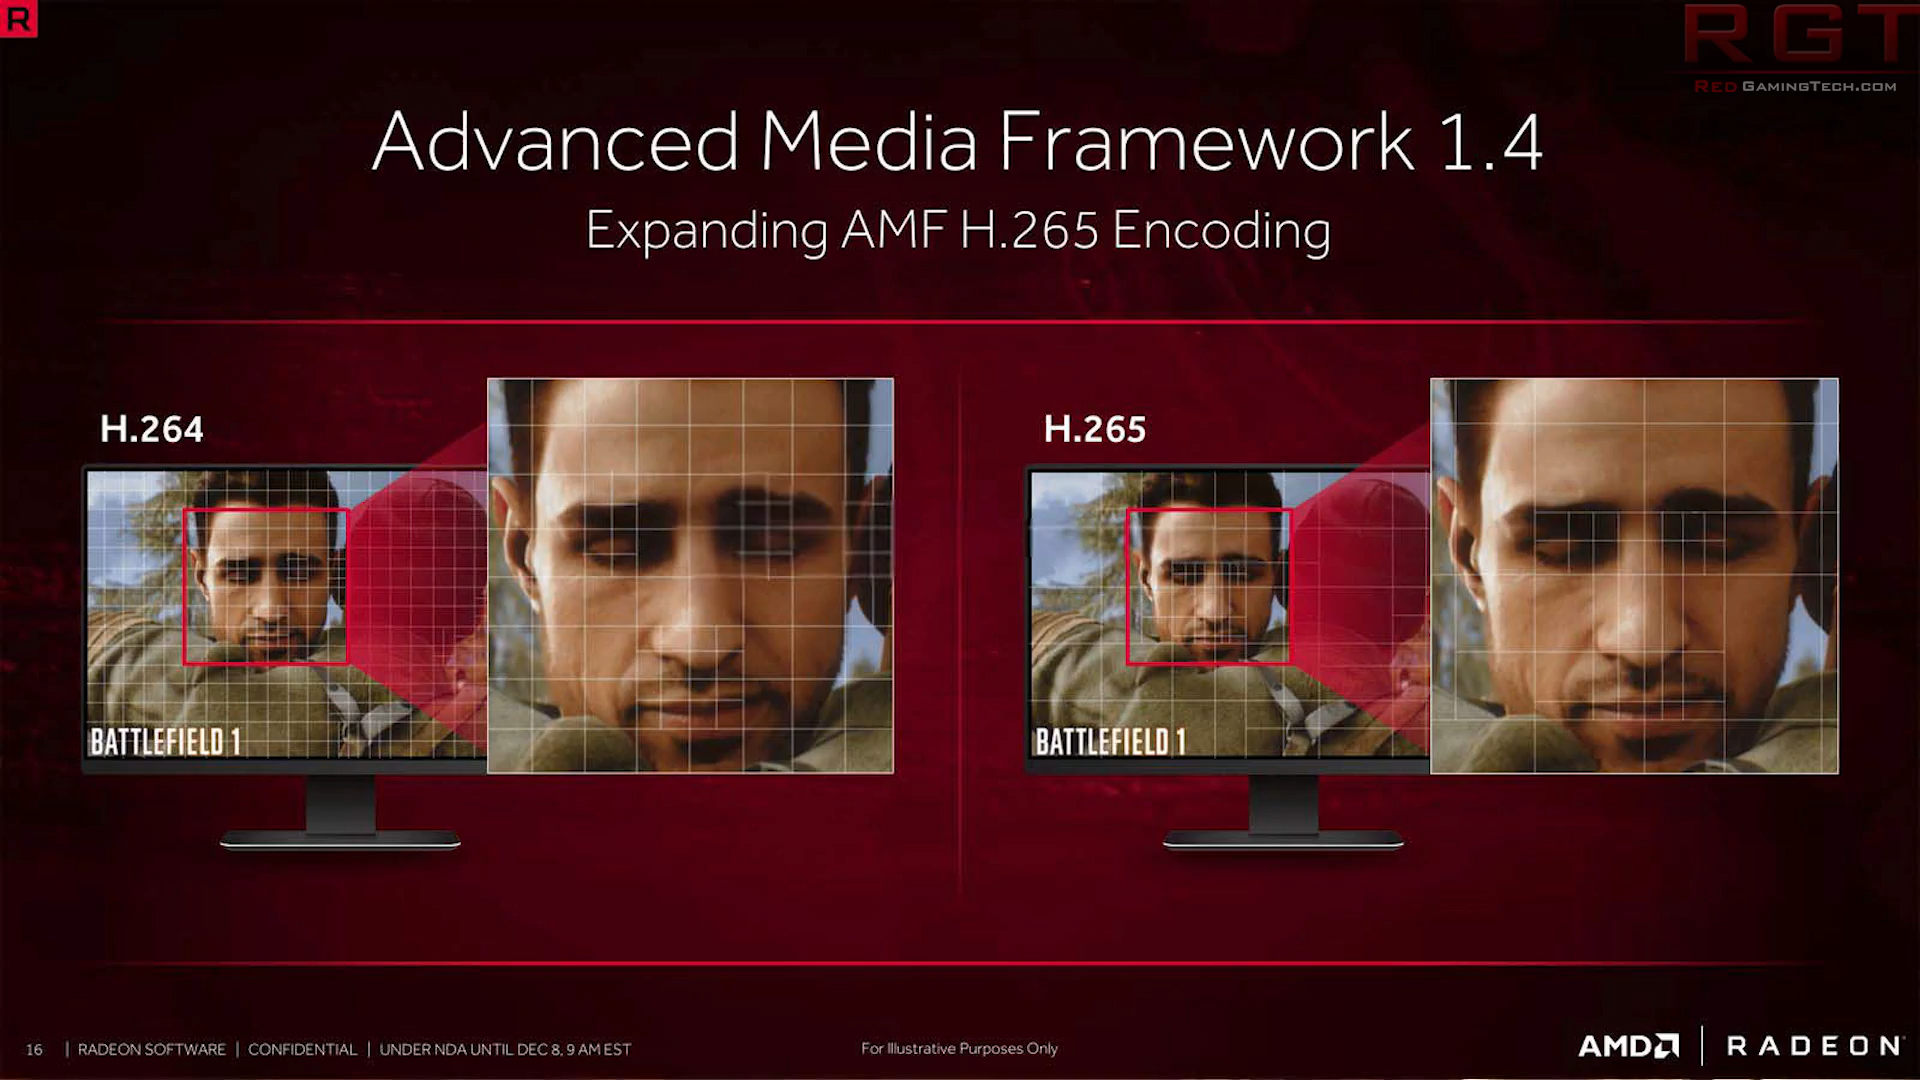 R
RGT
RED GAMINGTECH.COM
Advanced Media Framework 1.4
Expanding AMF H.265 Encoding
H.264
H.265
BATTLEFIELD 1
BATTLEFIELD 1
16 | RADEON SOFTWARE | CONFIDENTIAL | UNDER NDA UNTIL DEC 8, 9 AM EST
For Illustrative Purposes Only
AMD | RADEON